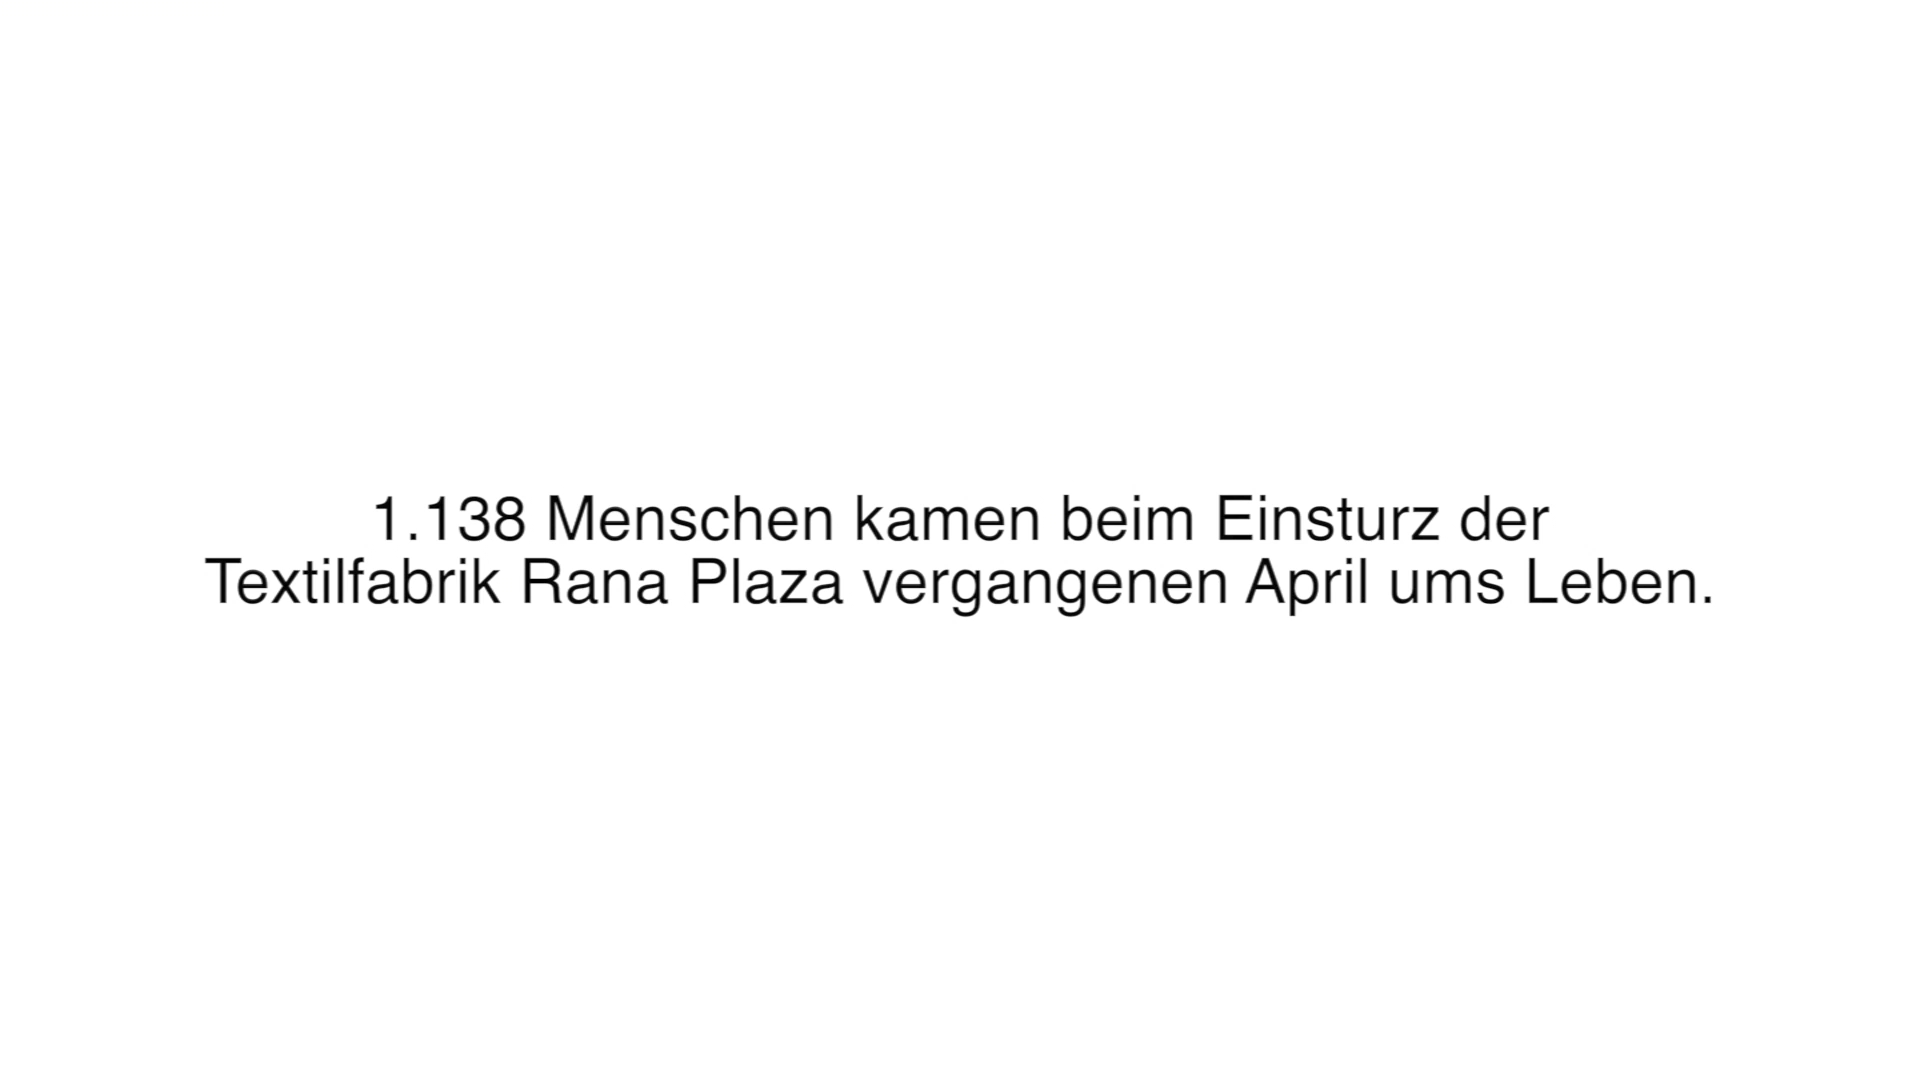 1.138 Menschen kamen beim Einsturz der
Textilfabrik Rana Plaza vergangenen April ums Leben.